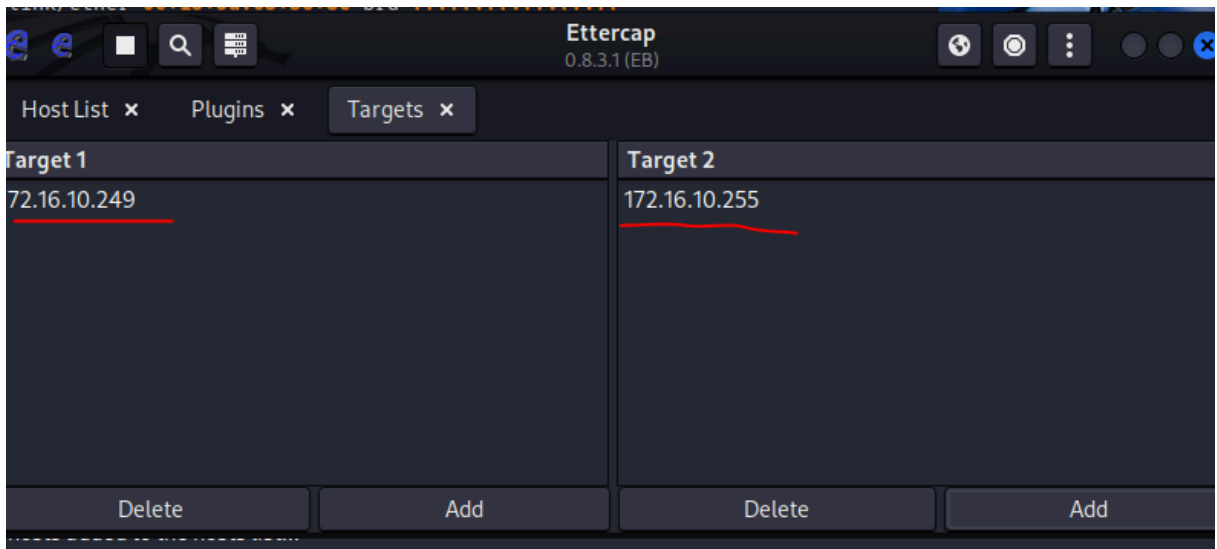 Ettercap
0.8.3.1 (EB)
Host List × Plugins × Targets ×
Target 1 Target 2
72.16.10.249 172.16.10.255
Delete Add Delete Add